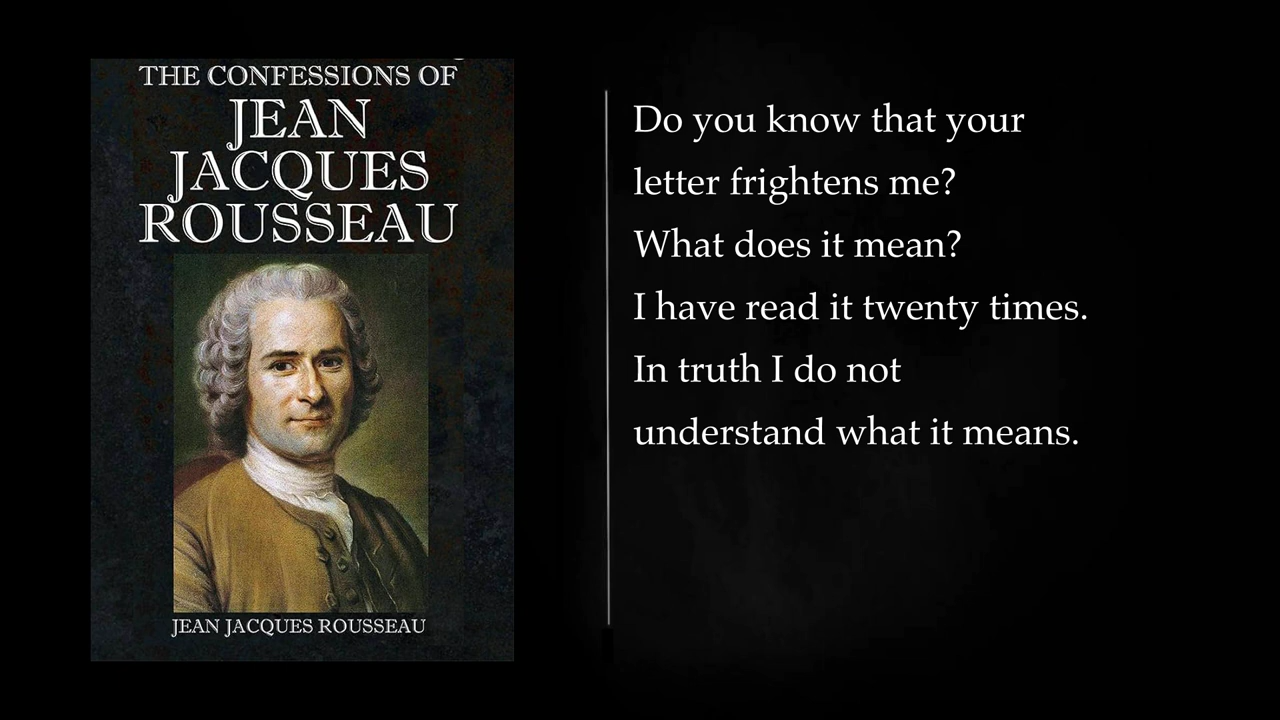 THE CONFESSIONS OF
JEAN
JACQUES
ROUSSEAU
JEAN JACQUES ROUSSEAU
Do you know that your
letter frightens me?
What does it mean?
I have read it twenty times.
In truth I do not
understand what it means.